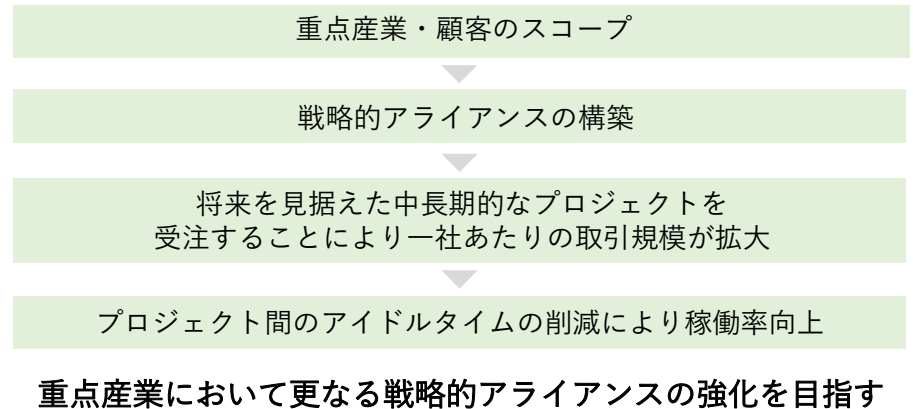 重点産業・顧客のスコープ
戦略的アライアンスの構築
将来を見据えた中長期的なプロジェクトを
受注することにより一社あたりの取引規模が拡大
プロジェクト間のアイドルタイムの削減により稼働率向上
重点産業において更なる戦略的アライアンスの強化を目指す